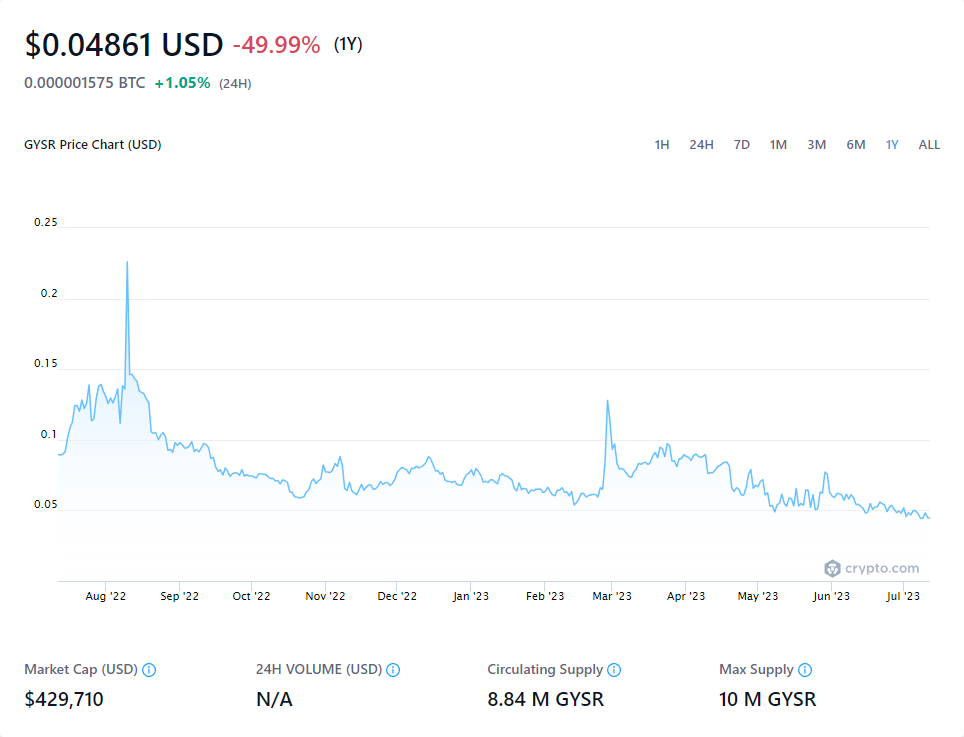 $0.04861 USD -49.99% (1Y)
0.000001575 BTC +1.05% (24H)
GYSR Price Chart (USD) 1H 24H 7D 1M 3M 6M 1Y ALL
0.25
0.2
0.15
0.1
0.05
crypto.com
Aug '22 Sep '22 Oct '22 Nov '22 Dec '22 Jan '23 Feb '23 Mar '23 Apr '23 May '23 Jun '23 Jul '23
Market Cap (USD) 24H VOLUME (USD) Circulating Supply Max Supply
$429,710 N/A 8.84 M GYSR 10 M GYSR